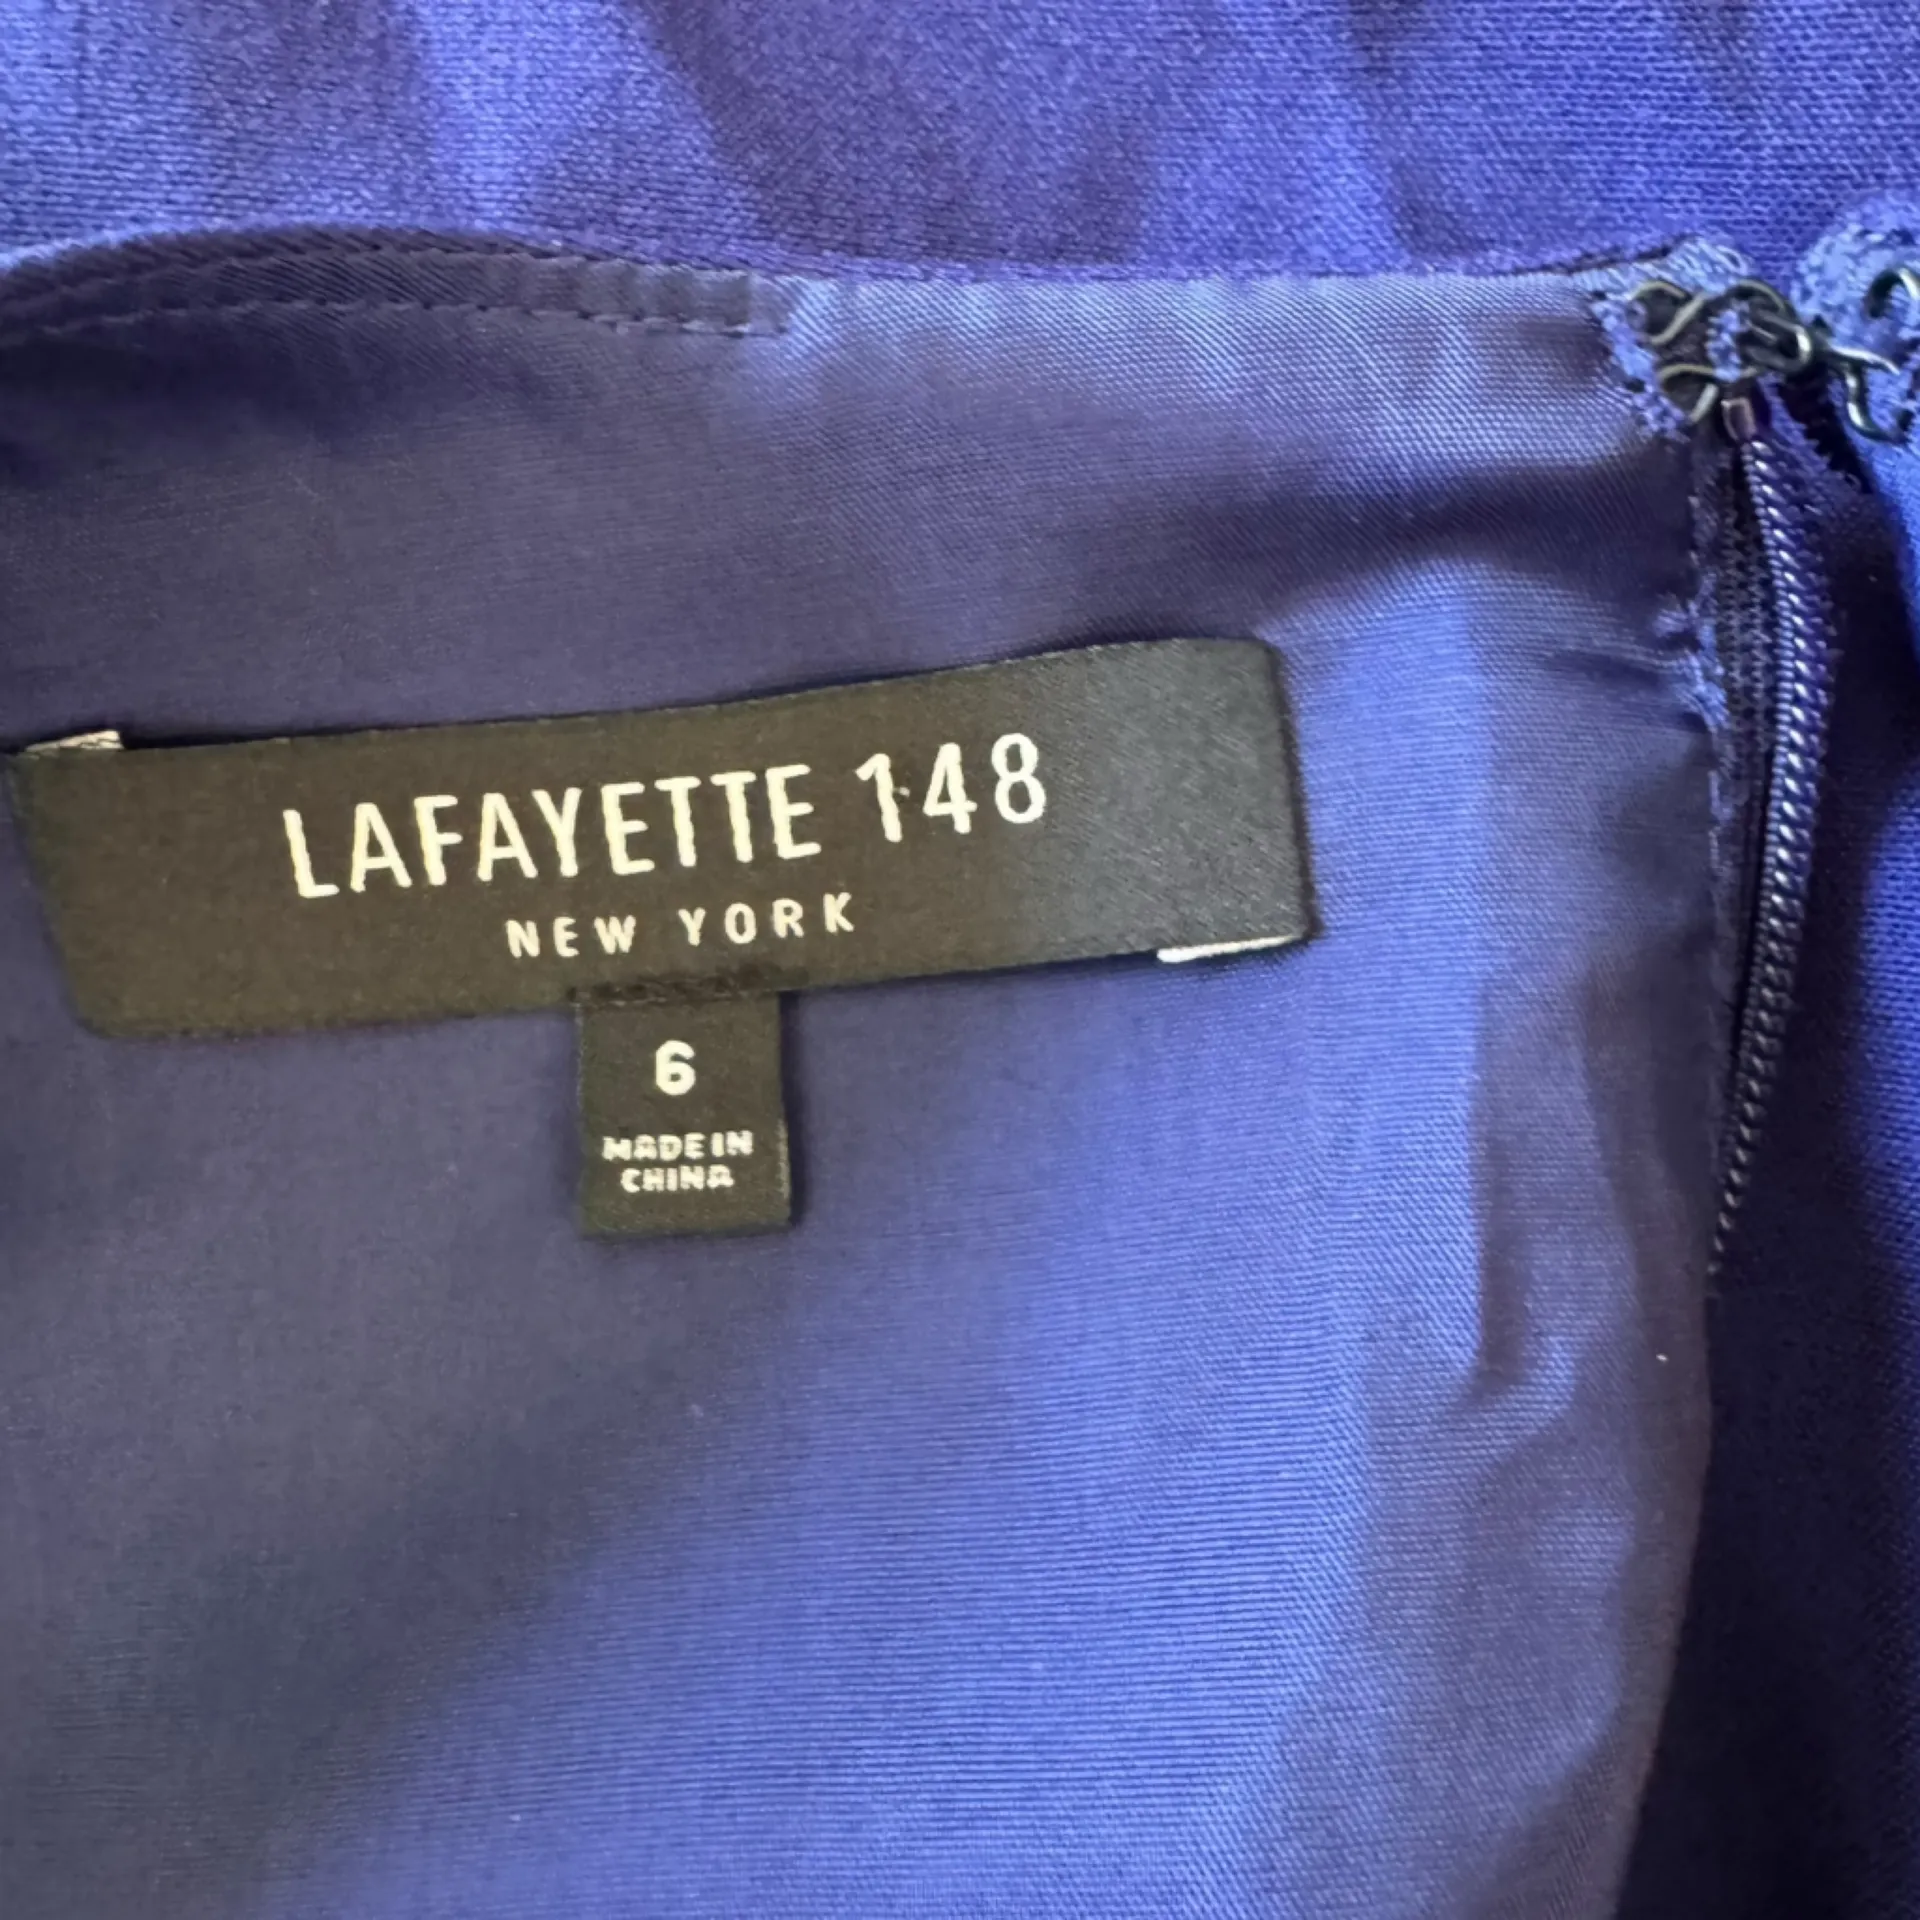 LAFAYETTE 148
NEW YORK
6
MADE IN
CHINA